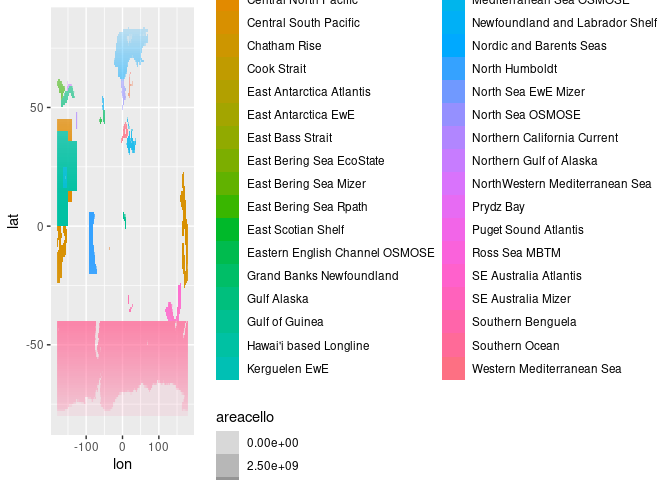 Central North Pacific
Central South Pacific
Chatham Rise
Cook Strait
East Antarctica Atlantis
East Antarctica EwE
East Bass Strait
East Bering Sea EcoState
East Bering Sea Mizer
East Bering Sea Rpath
East Scotian Shelf
Eastern English Channel OSMOSE
Grand Banks Newfoundland
Gulf Alaska
Gulf of Guinea
Hawai'i based Longline
Kerguelen EwE
Mediterranean Sea OSMOSE
Newfoundland and Labrador Shelf
Nordic and Barents Seas
North Humboldt
North Sea EwE Mizer
North Sea OSMOSE
Northern California Current
Northern Gulf of Alaska
NorthWestern Mediterranean Sea
Prydz Bay
Puget Sound Atlantis
Ross Sea MBTM
SE Australia Atlantis
SE Australia Mizer
Southern Benguela
Southern Ocean
Western Mediterranean Sea
50
0
-50
lat
-100
0
100
lon
areacello
0.00e+00
2.50e+09